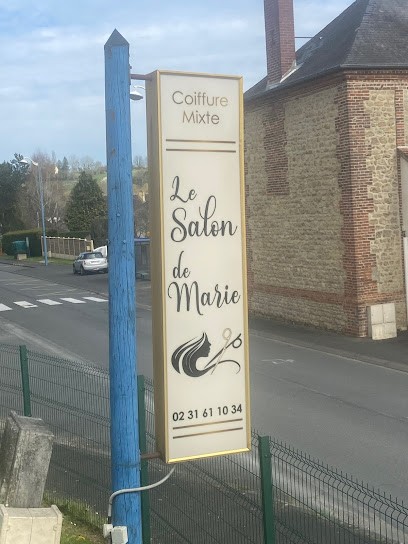 Coiffure
Mixte
Le
Salon
de
Marie
02 31 61 10 34